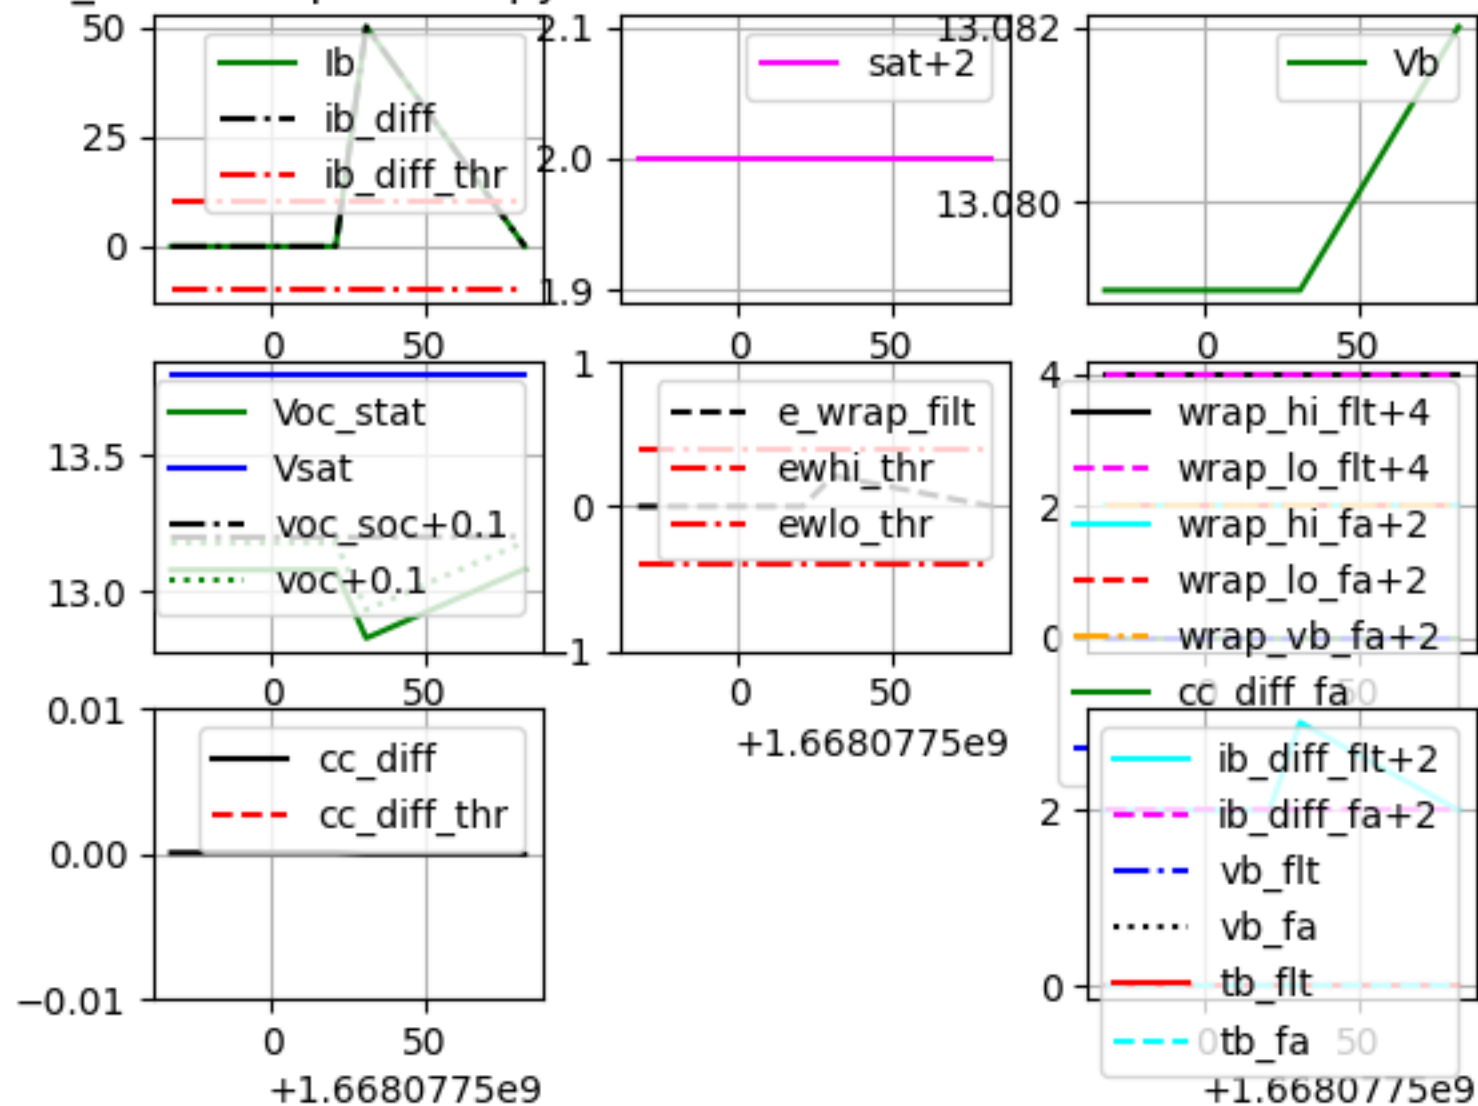 50
25
0
Ib
ib_diff
ib_diff_thr
0
50
2.1
2.0
1.9
sat+2
0
50
13.082
13.080
Vb
0
50
13.5
13.0
Voc_stat
Vsat
voc_soc+0.1
voc+0.1
0
50
1
0
−1
e_wrap_filt
ewhi_thr
ewlo_thr
0
50
+1.6680775e9
4
2
0
wrap_hi_flt+4
wrap_lo_flt+4
wrap_hi_fa+2
wrap_lo_fa+2
wrap_vb_fa+2
cc_diff_fa
50
0.01
0.00
−0.01
cc_diff
cc_diff_thr
0
50
+1.6680775e9
2
0
ib_diff_flt+2
ib_diff_fa+2
vb_flt
vb_fa
tb_flt
tb_fa
0
50
+1.6680775e9